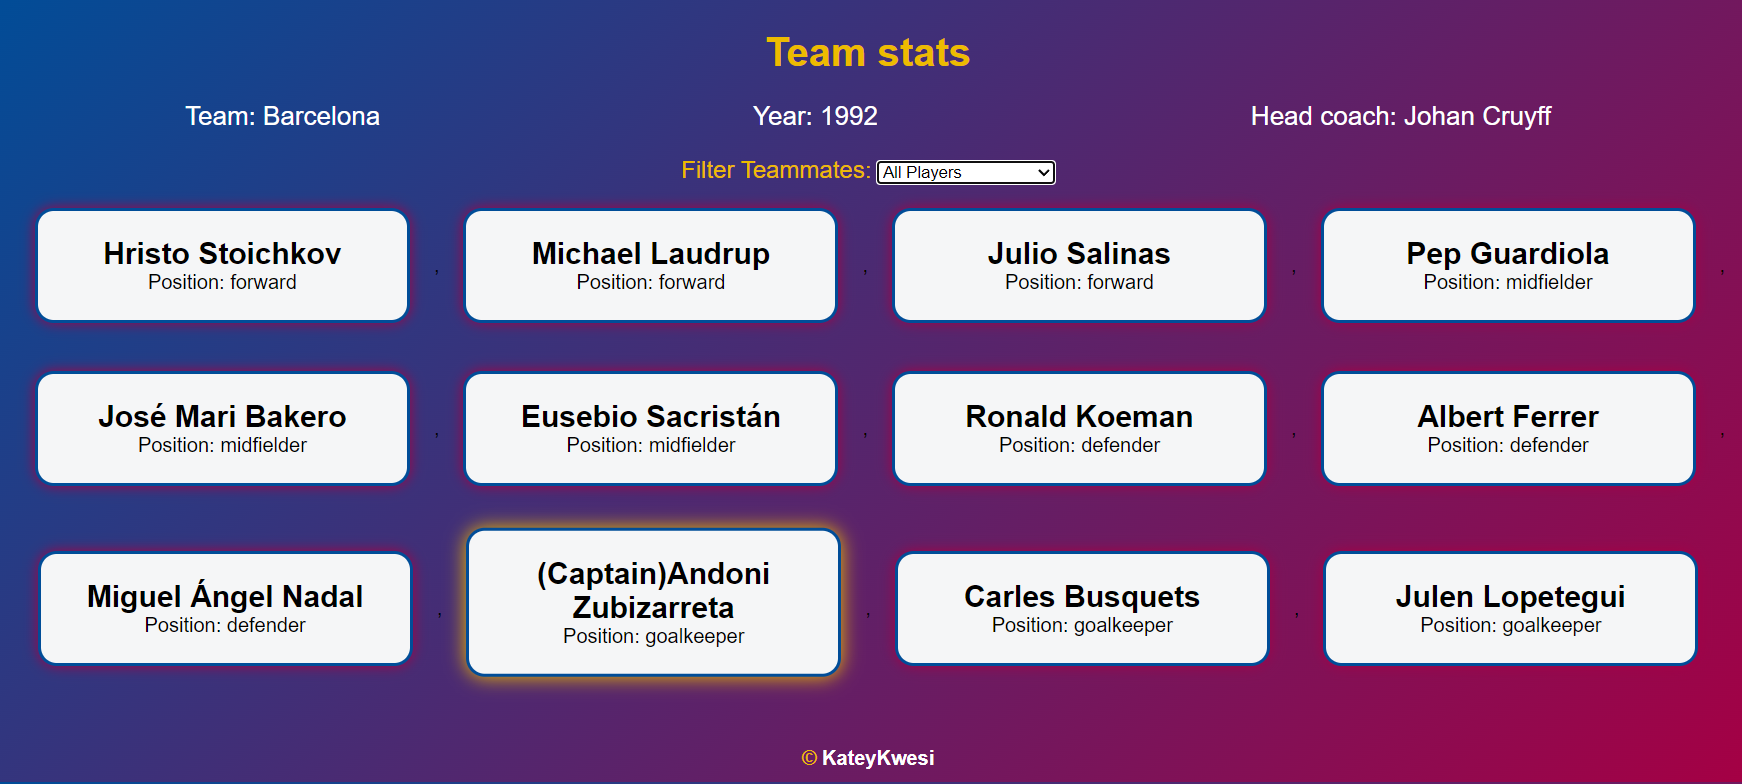 Team stats
Team: Barcelona Year: 1992 Head coach: Johan Cruyff
Filter Teammates: All Players
Hristo Stoichkov
Position: forward
,
Michael Laudrup
Position: forward
,
Julio Salinas
Position: forward
,
Pep Guardiola
Position: midfielder
,
José Mari Bakero
Position: midfielder
,
Eusebio Sacristán
Position: midfielder
,
Ronald Koeman
Position: defender
,
Albert Ferrer
Position: defender
,
Miguel Ángel Nadal
Position: defender
,
(Captain)Andoni
Zubizarreta
Position: goalkeeper
,
Carles Busquets
Position: goalkeeper
,
Julen Lopetegui
Position: goalkeeper
© KateyKwesi